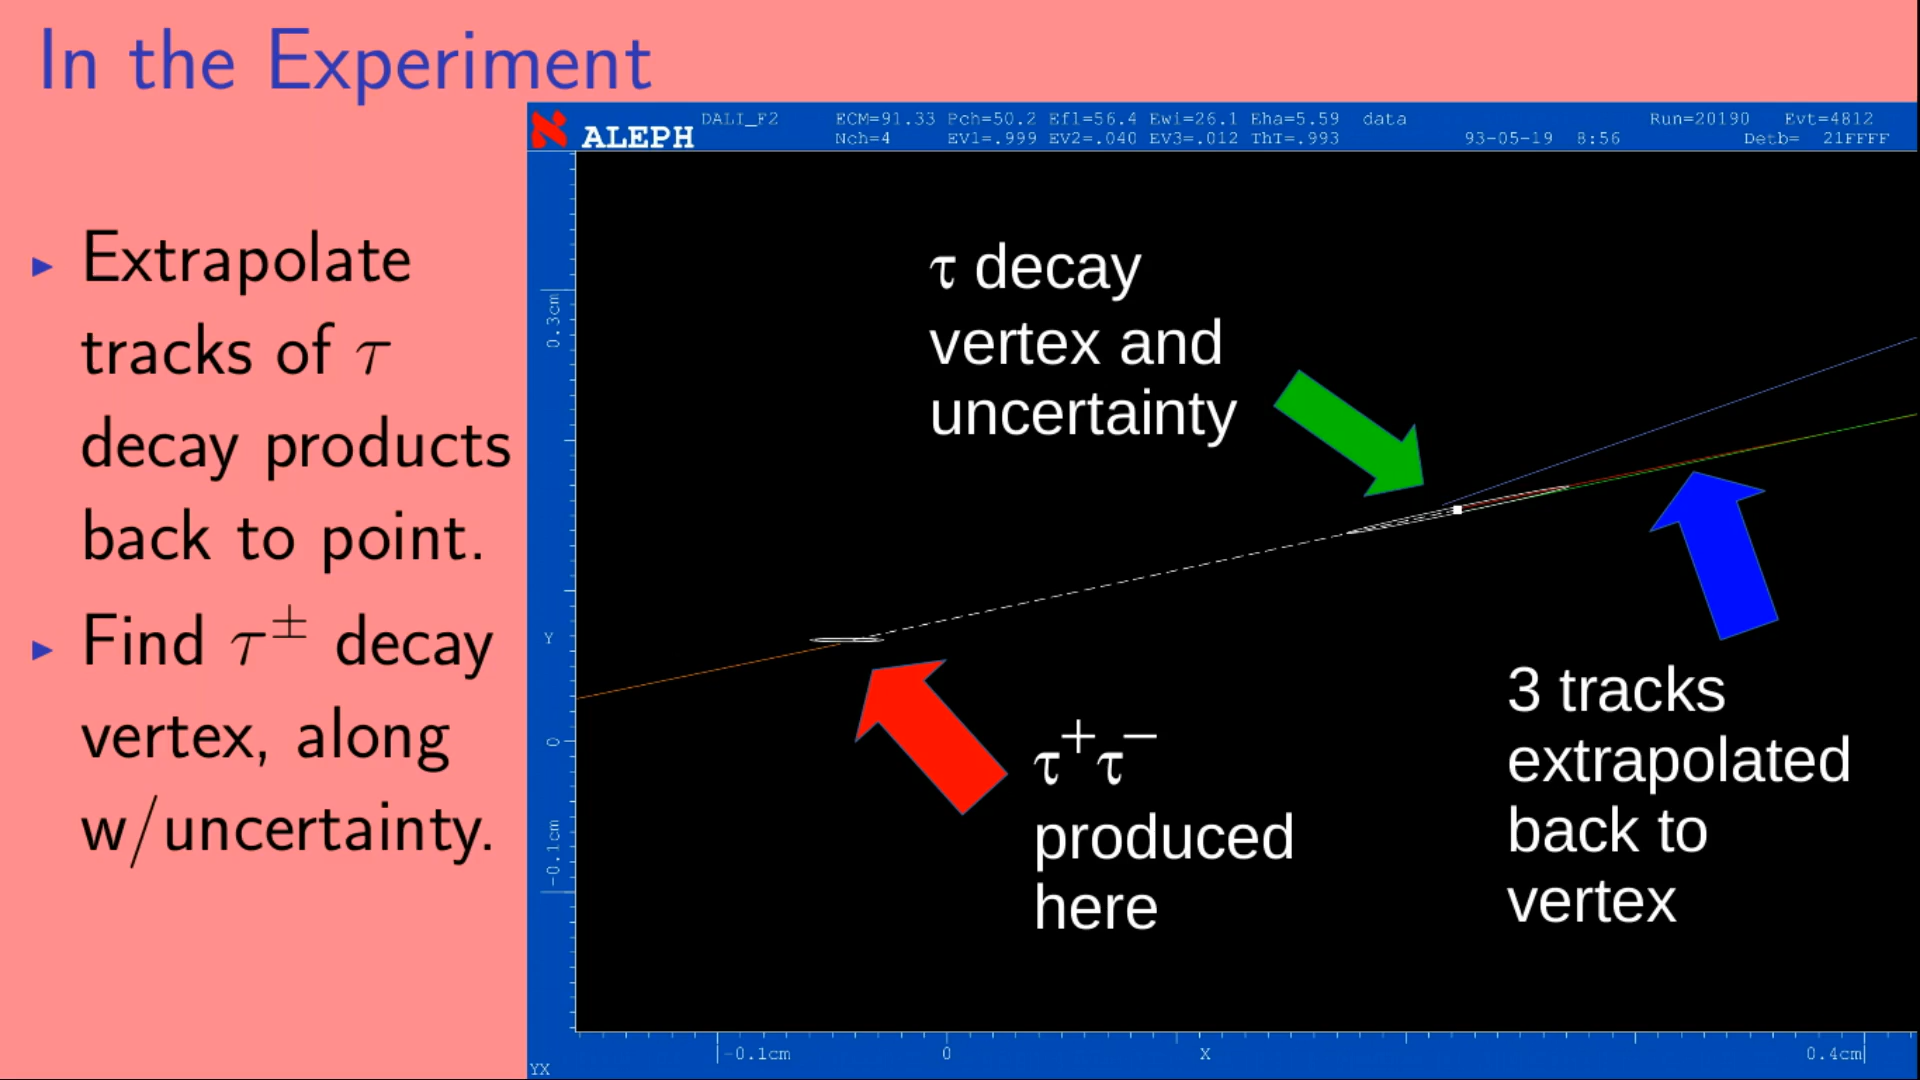 In the Experiment
▸ Extrapolate
tracks of τ
decay products
back to point.
▸ Find τ± decay
vertex, along
w/uncertainty.
ALEPH
DALI_F2
ECM=91.33 Pch=50.2 Efl=56.4 Ewi=26.1 Eha=5.59 data
Nch=4 EV1=.999 EV2=.040 EV3=.012 ThT=.993
Run=20190 Evt=4812
93-05-19 8:56 Detb= 21FFFF
τ decay
vertex and
uncertainty
τ⁺τ⁻
produced
here
3 tracks
extrapolated
back to
vertex
0.3cm
Y
0
-0.1cm
YX
-0.1cm 0 X 0.4cm